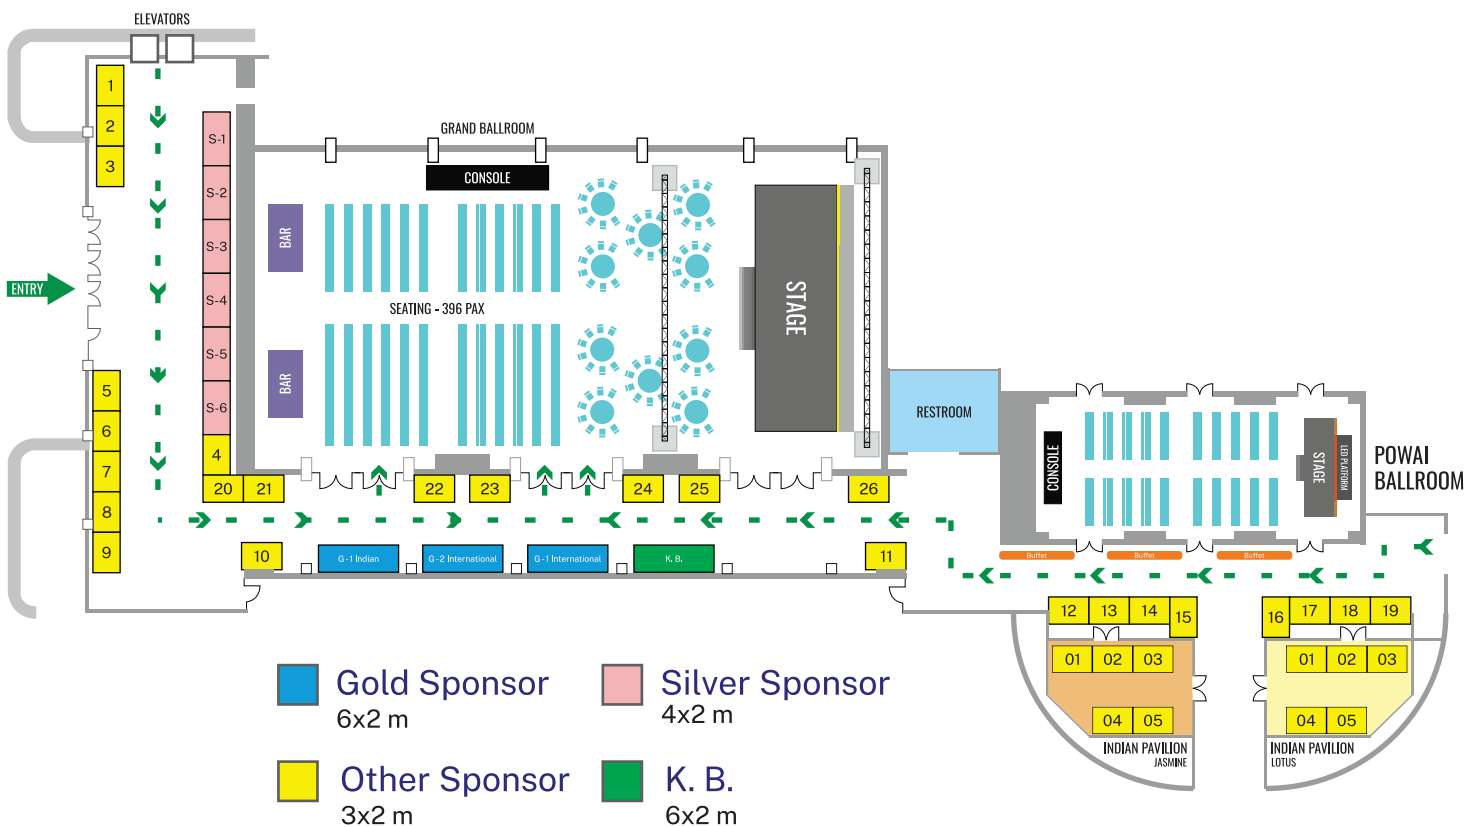 ELEVATORS
1
2
3
S-1
S-2
S-3
S-4
S-5
S-6
4
ENTRY
5
6
7
8
9
GRAND BALLROOM
CONSOLE
BAR
SEATING - 396 PAX
BAR
STAGE
RESTROOM
20
21
22
23
24
25
26
10
G-1 Indian
G-2 International
G-1 International
K. B.
11
CONSOLE
STAGE
LED PLATFORM
POWAI
BALLROOM
Buffet
Buffet
Buffet
12
13
14
15
16
17
18
19
01
02
03
04
05
INDIAN PAVILION
JASMINE
01
02
03
04
05
INDIAN PAVILION
LOTUS
Gold Sponsor
6x2 m
Silver Sponsor
4x2 m
Other Sponsor
3x2 m
K. B.
6x2 m